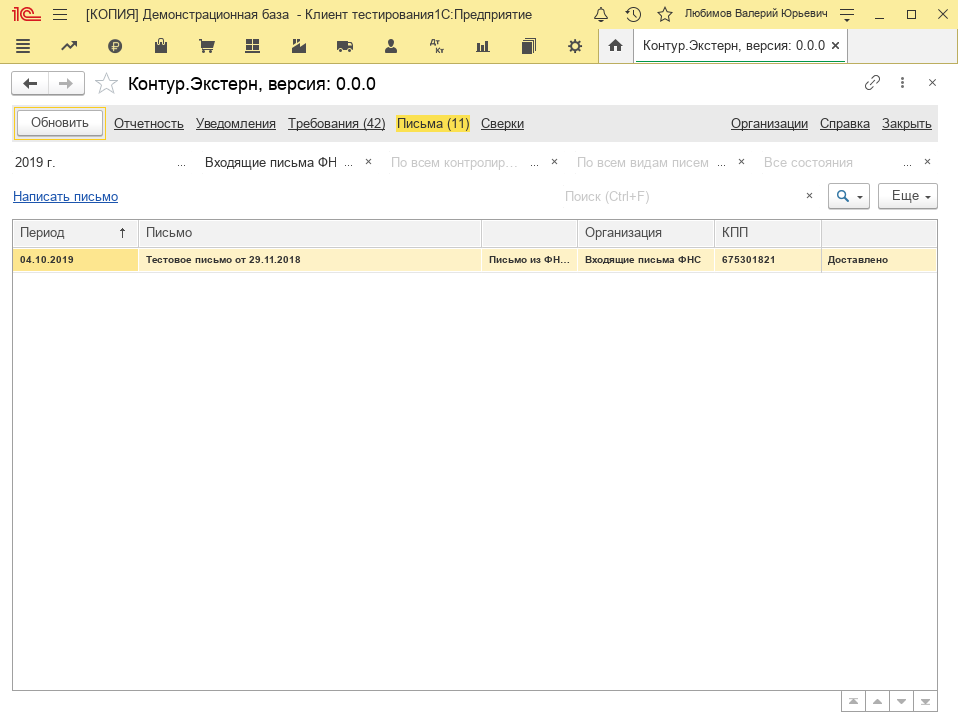 1С [КОПИЯ] Демонстрационная база - Клиент тестирования1С:Предприятие Любимов Валерий Юрьевич
Дт Кт Контур.Экстерн, версия: 0.0.0 ×
Контур.Экстерн, версия: 0.0.0
Обновить Отчетность Уведомления Требования (42) Письма (11) Сверки Организации Справка Закрыть
2019 г. ... Входящие письма ФН ... × По всем контролир... ... × По всем видам писем ... × Все состояния ... ×
Написать письмо Поиск (Ctrl+F) × Еще
Период ↑ Письмо Организация КПП
04.10.2019 Тестовое письмо от 29.11.2018 Письмо из ФН... Входящие письма ФНС 675301821 Доставлено